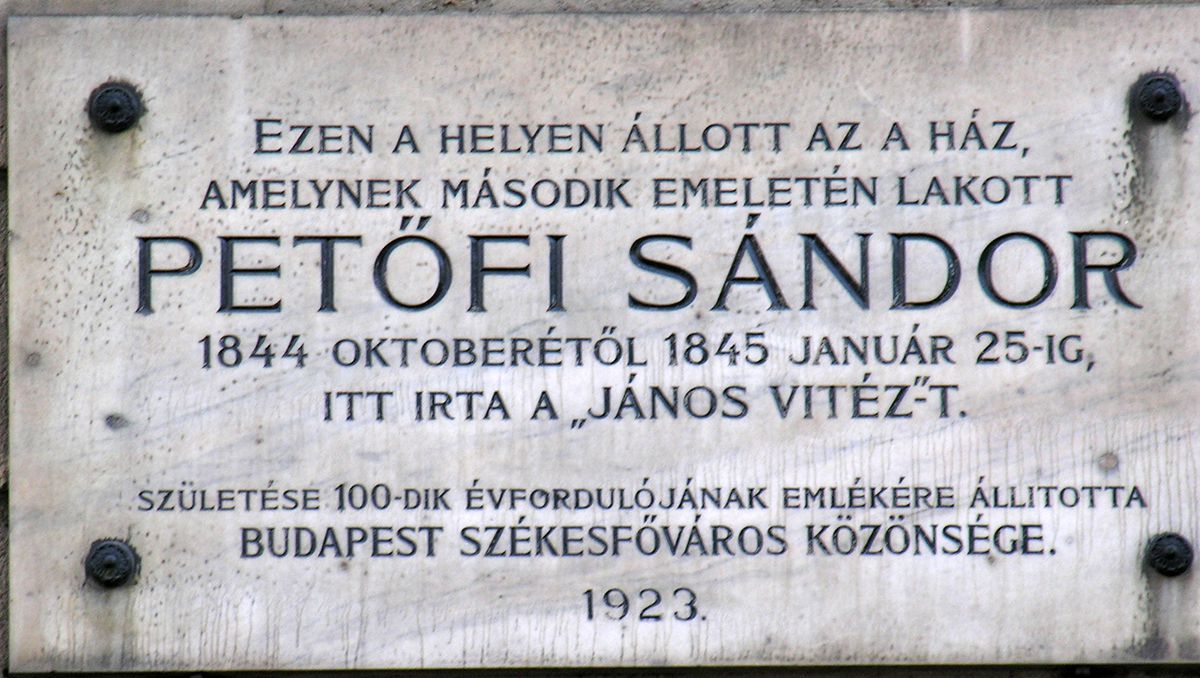 EZEN A HELYEN ÁLLOTT AZ A HÁZ,
AMELYNEK MÁSODIK EMELETÉN LAKOTT
PETŐFI SÁNDOR
1844 OKTOBERÉTŐL 1845 JANUÁR 25-IG,
ITT IRTA A „JÁNOS VITÉZ"-T.
SZÜLETÉSE 100-DIK ÉVFORDULÓJÁNAK EMLÉKÉRE ÁLLITOTTA
BUDAPEST SZÉKESFŐVÁROS KÖZÖNSÉGE.
1923.